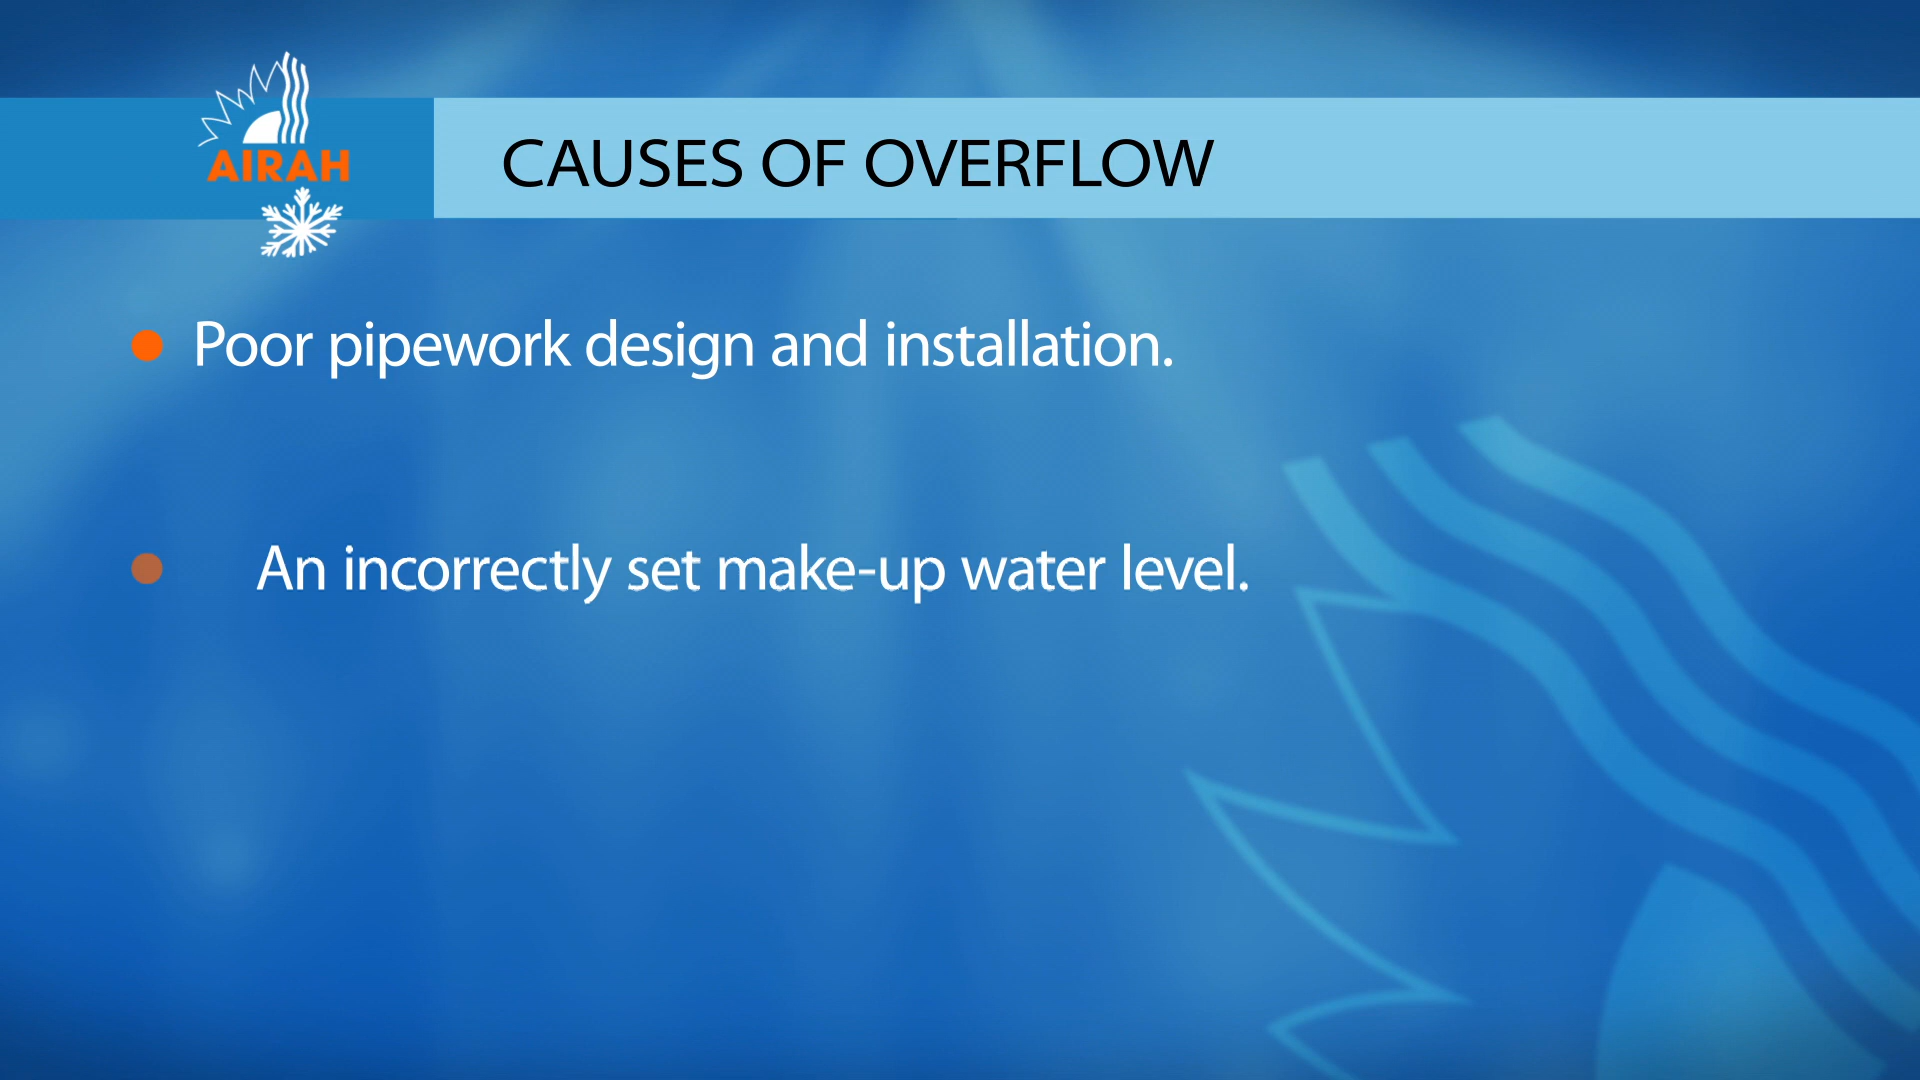 AIRAH
CAUSES OF OVERFLOW
Poor pipework design and installation.
An incorrectly set make-up water level.